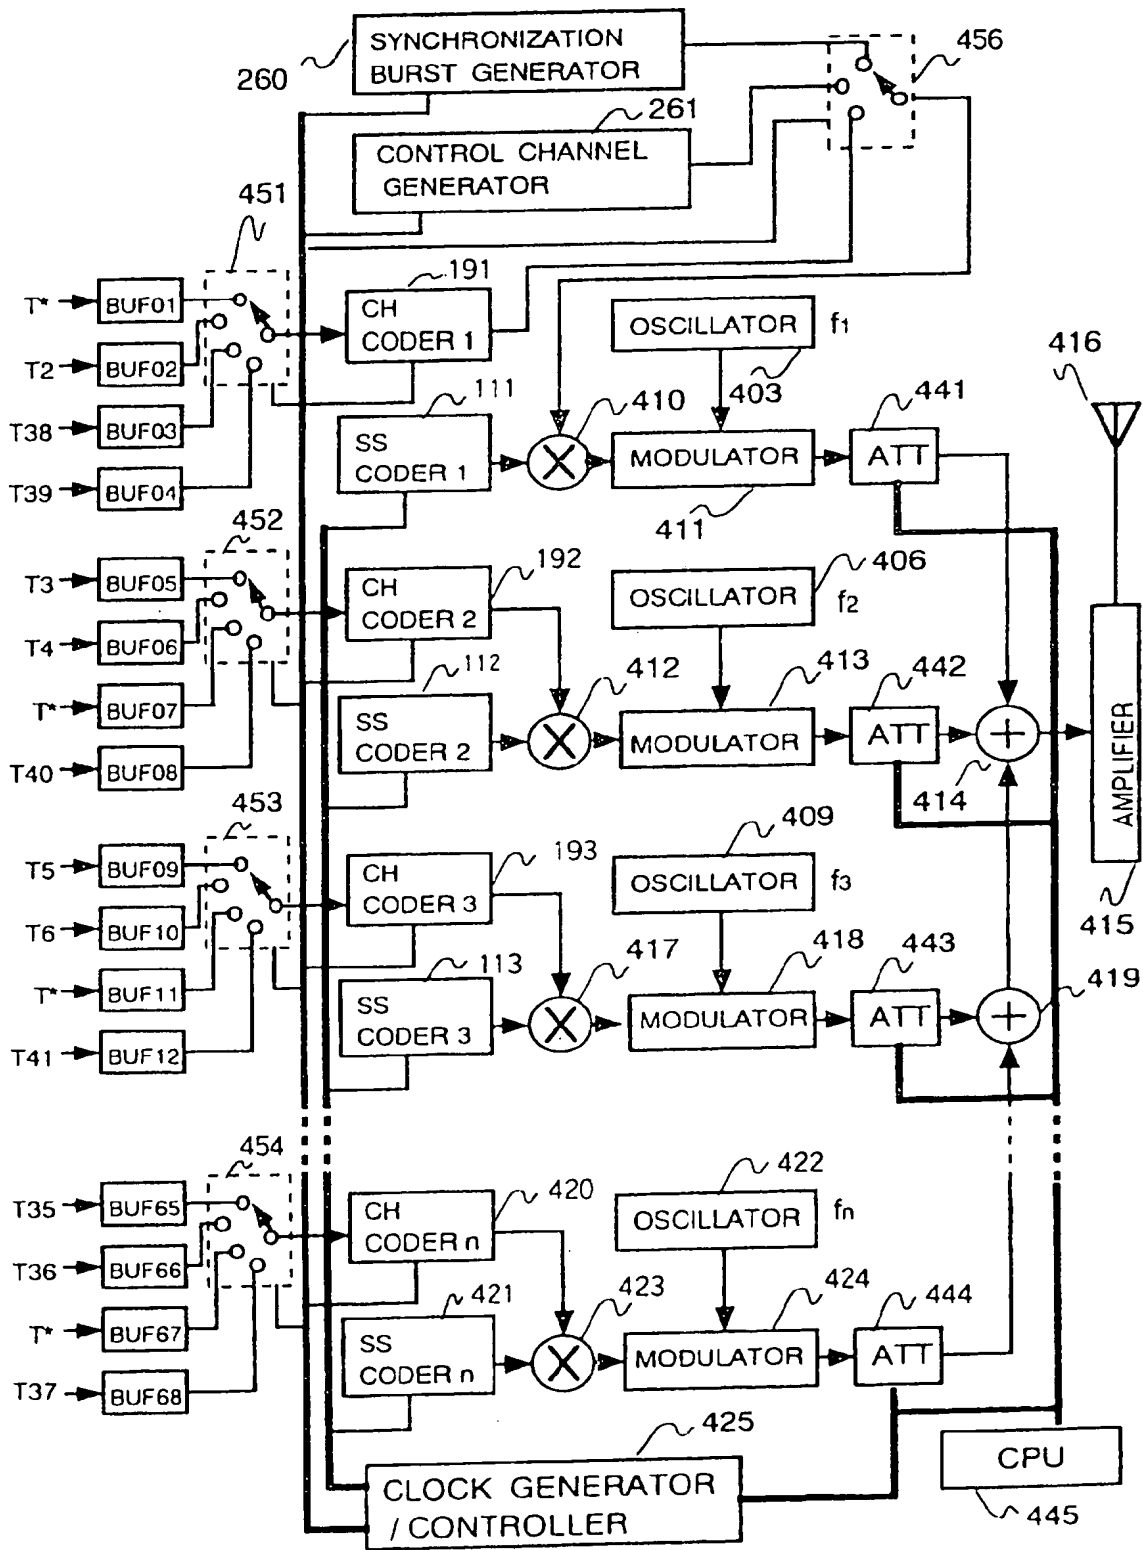 SYNCHRONIZATION
BURST GENERATOR
260
456
261
CONTROL CHANNEL
GENERATOR
451
191
T* BUF01
CH
CODER 1
OSCILLATOR f1
416
T2 BUF02
111
410
403
441
T38 BUF03
SS
CODER 1
MODULATOR
ATT
T39 BUF04
411
452
192
406
T3 BUF05
CH
CODER 2
OSCILLATOR f2
T4 BUF06
112
412
413
442
T* BUF07
SS
CODER 2
MODULATOR
ATT
414
AMPLIFIER
T40 BUF08
453
193
409
T5 BUF09
CH
CODER 3
OSCILLATOR f3
415
T6 BUF10
113
417
418
443
419
T* BUF11
SS
CODER 3
MODULATOR
ATT
T41 BUF12
454
420
422
T35 BUF65
CH
CODER n
OSCILLATOR fn
T36 BUF66
421
423
424
444
T* BUF67
SS
CODER n
MODULATOR
ATT
T37 BUF68
425
CLOCK GENERATOR
/ CONTROLLER
CPU
445